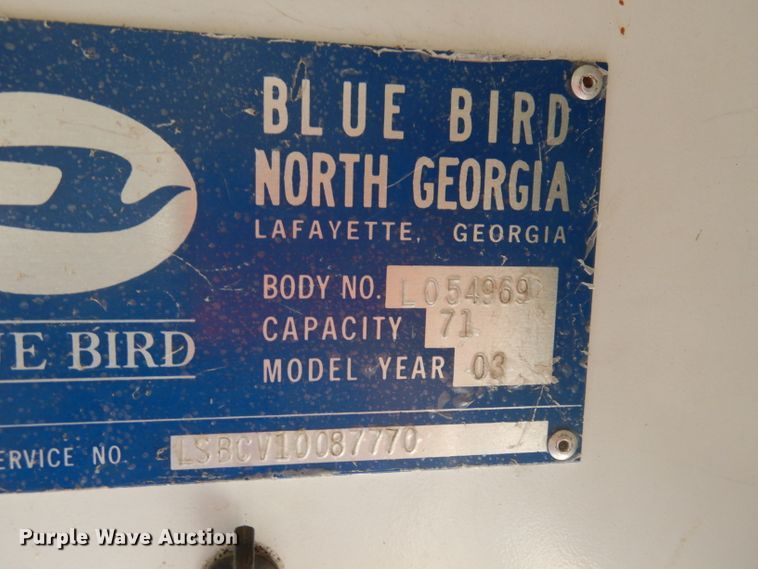 BLUE BIRD
NORTH GEORGIA
LAFAYETTE, GEORGIA
BODY NO. L054969
CAPACITY 71
MODEL YEAR 03
UE BIRD
ERVICE NO. LSBCV10087770
Purple Wave Auction